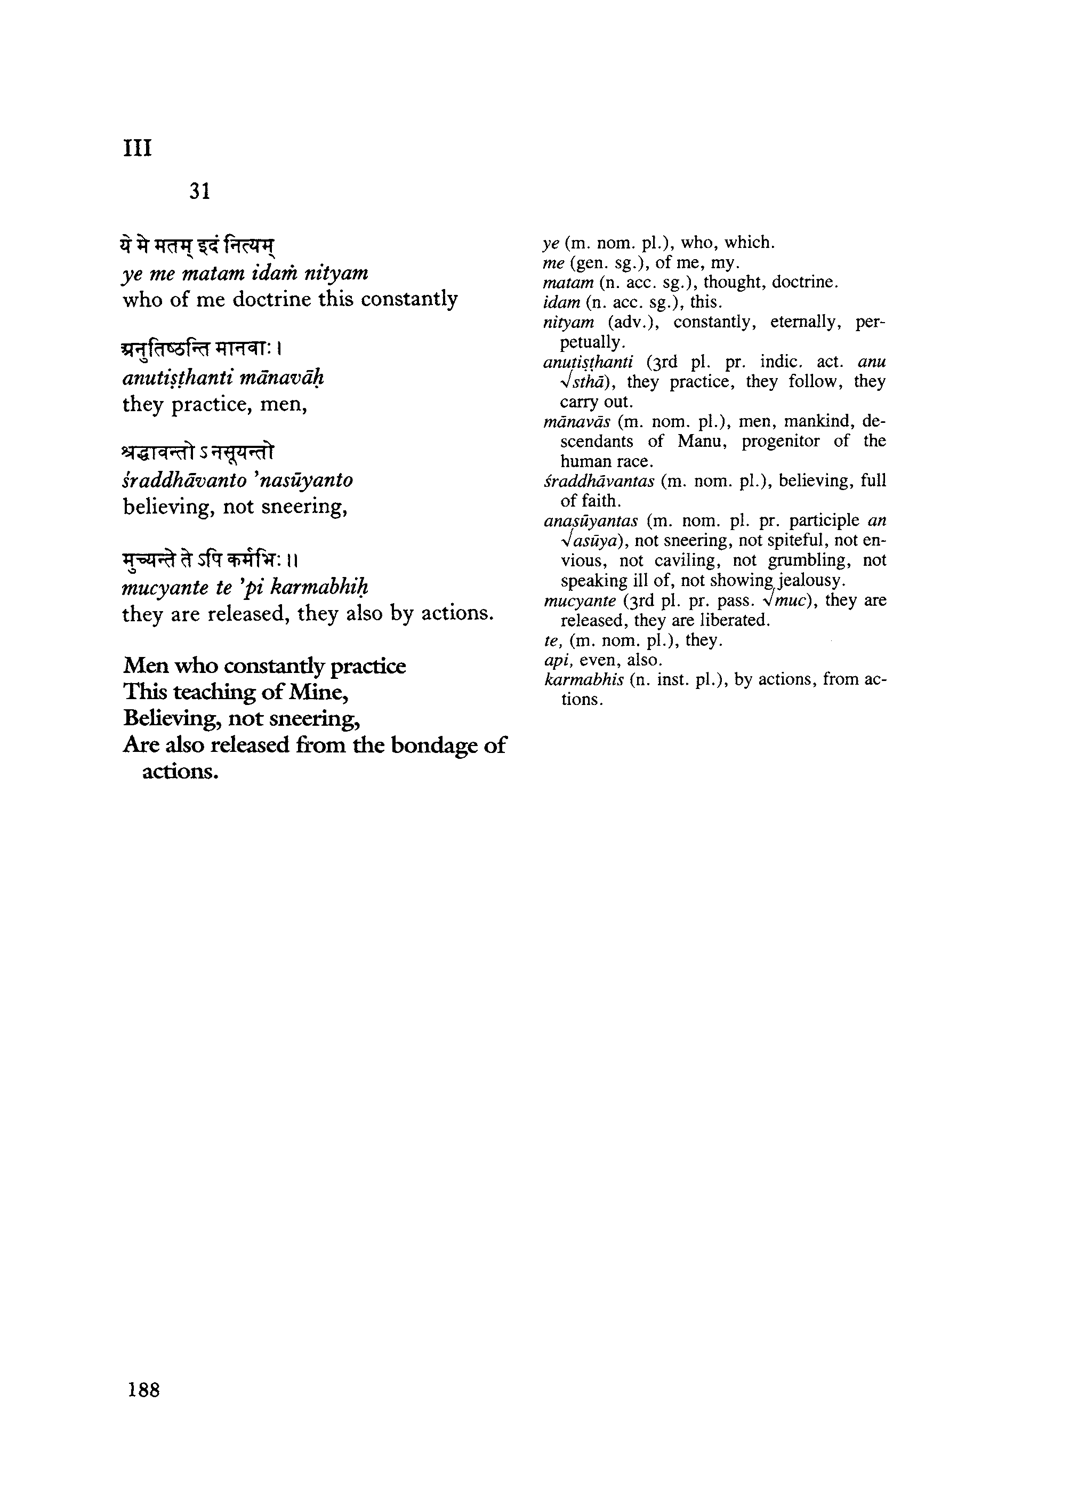 III
31
ये मे मतम् इदं नित्यम्
ye me matam idaṁ nityam
who of me doctrine this constantly
अनुतिष्ठन्ति मानवाः ।
anutiṣṭhanti mānavāḥ
they practice, men,
श्रद्धावन्तो ऽ नसूयन्तो
śraddhāvanto ’nasūyanto
believing, not sneering,
मुच्यन्ते ते ऽपि कर्मभिः ॥
mucyante te ’pi karmabhiḥ
they are released, they also by actions.
Men who constantly practice
This teaching of Mine,
Believing, not sneering,
Are also released from the bondage of
actions.
ye (m. nom. pl.), who, which.
me (gen. sg.), of me, my.
matam (n. acc. sg.), thought, doctrine.
idam (n. acc. sg.), this.
nityam (adv.), constantly, eternally, per-
petually.
anutiṣṭhanti (3rd pl. pr. indic. act. anu
√sthā), they practice, they follow, they
carry out.
mānavās (m. nom. pl.), men, mankind, de-
scendants of Manu, progenitor of the
human race.
śraddhāvantas (m. nom. pl.), believing, full
of faith.
anasūyantas (m. nom. pl. pr. participle an
√asūya), not sneering, not spiteful, not en-
vious, not caviling, not grumbling, not
speaking ill of, not showing jealousy.
mucyante (3rd pl. pr. pass. √muc), they are
released, they are liberated.
te, (m. nom. pl.), they.
api, even, also.
karmabhis (n. inst. pl.), by actions, from ac-
tions.
188